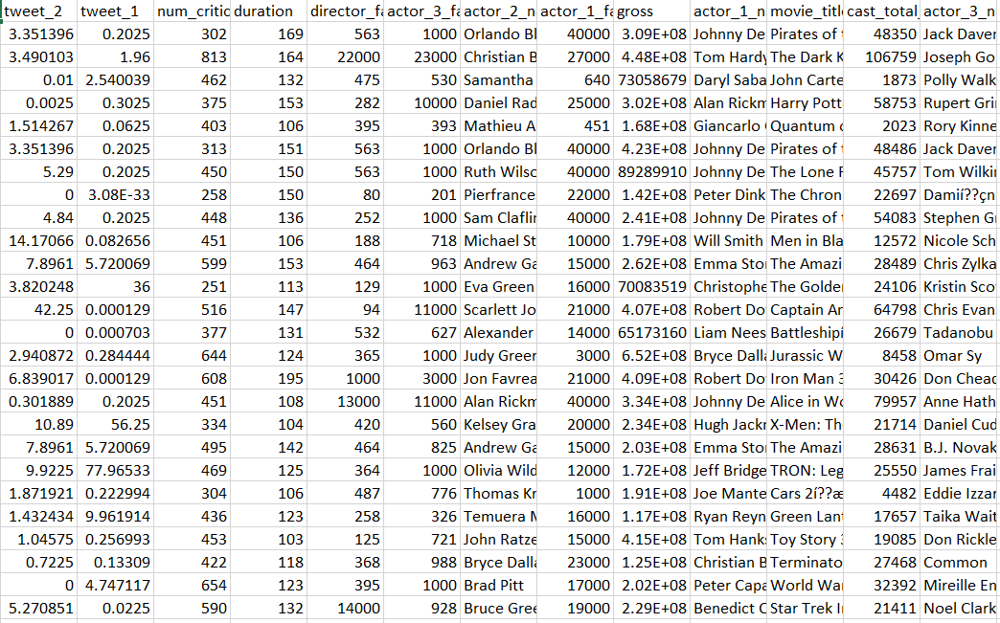 tweet_2 tweet_1 num_critic duration director_fa actor_3_fa actor_2_n actor_1_fa gross actor_1_n movie_title cast_total_ actor_3_n
3.351396 0.2025 302 169 563 1000 Orlando Bl 40000 3.09E+08 Johnny De Pirates of t 48350 Jack Daver
3.490103 1.96 813 164 22000 23000 Christian B 27000 4.48E+08 Tom Hardy The Dark K 106759 Joseph Go
0.01 2.540039 462 132 475 530 Samantha 640 73058679 Daryl Saba John Carte 1873 Polly Walk
0.0025 0.3025 375 153 282 10000 Daniel Rad 25000 3.02E+08 Alan Rickm Harry Pott 58753 Rupert Gri
1.514267 0.0625 403 106 395 393 Mathieu A 451 1.68E+08 Giancarlo Quantum o 2023 Rory Kinne
3.351396 0.2025 313 151 563 1000 Orlando Bl 40000 4.23E+08 Johnny De Pirates of t 48486 Jack Daver
5.29 0.2025 450 150 563 1000 Ruth Wilso 40000 89289910 Johnny De The Lone R 45757 Tom Wilki
0 3.08E-33 258 150 80 201 Pierfrance 22000 1.42E+08 Peter Dink The Chron 22697 Damií??çn
4.84 0.2025 448 136 252 1000 Sam Claflin 40000 2.41E+08 Johnny De Pirates of t 54083 Stephen G
14.17066 0.082656 451 106 188 718 Michael St 10000 1.79E+08 Will Smith Men in Bla 12572 Nicole Sch
7.8961 5.720069 599 153 464 963 Andrew Ga 15000 2.62E+08 Emma Sto The Amazi 28489 Chris Zylka
3.820248 36 251 113 129 1000 Eva Green 16000 70083519 Christophe The Golde 24106 Kristin Sco
42.25 0.000129 516 147 94 11000 Scarlett Jo 21000 4.07E+08 Robert Do Captain Am 64798 Chris Evan
0 0.000703 377 131 532 627 Alexander 14000 65173160 Liam Nees Battleshipí 26679 Tadanobu
2.940872 0.284444 644 124 365 1000 Judy Greer 3000 6.52E+08 Bryce Dalla Jurassic W 8458 Omar Sy
6.839017 0.000129 608 195 1000 3000 Jon Favrea 21000 4.09E+08 Robert Do Iron Man 3 30426 Don Chead
0.301889 0.2025 451 108 13000 11000 Alan Rickm 40000 3.34E+08 Johnny De Alice in Wo 79957 Anne Hath
10.89 56.25 334 104 420 560 Kelsey Gra 20000 2.34E+08 Hugh Jackm X-Men: Th 21714 Daniel Cud
7.8961 5.720069 495 142 464 825 Andrew Ga 15000 2.03E+08 Emma Sto The Amazi 28631 B.J. Novak
9.9225 77.96533 469 125 364 1000 Olivia Wild 12000 1.72E+08 Jeff Bridge TRON: Leg 25550 James Frai
1.871921 0.222994 304 106 487 776 Thomas Kr 1000 1.91E+08 Joe Mante Cars 2í??æ 4482 Eddie Izzar
1.432434 9.961914 436 123 258 326 Temuera M 16000 1.17E+08 Ryan Reyn Green Lant 17657 Taika Wait
1.04575 0.256993 453 103 125 721 John Ratze 15000 4.15E+08 Tom Hanks Toy Story 3 19085 Don Rickle
0.7225 0.13309 422 118 368 988 Bryce Dalla 23000 1.25E+08 Christian B Terminato 27468 Common
0 4.747117 654 123 395 1000 Brad Pitt 17000 2.02E+08 Peter Capa World War 32392 Mireille En
5.270851 0.0225 590 132 14000 928 Bruce Gree 19000 2.29E+08 Benedict C Star Trek I 21411 Noel Clark